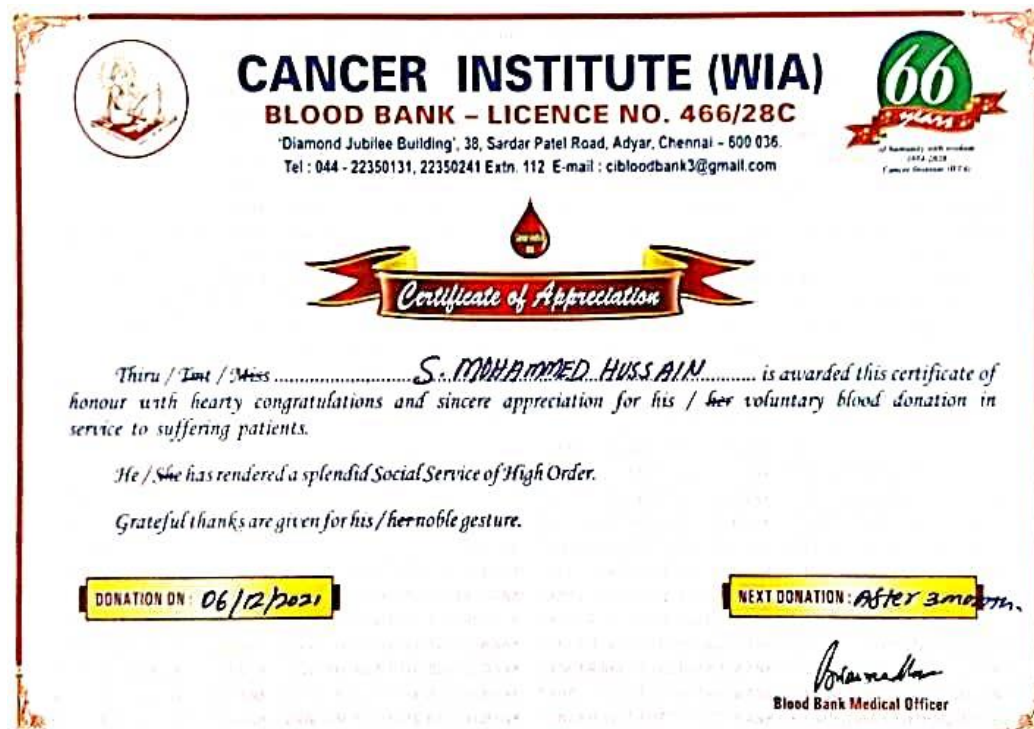 CANCER INSTITUTE (WIA)
66 years
BLOOD BANK – LICENCE NO. 466/28C
'Diamond Jubilee Building', 38, Sardar Patel Road, Adyar, Chennai – 600 036.
Tel : 044 - 22350131, 22350241 Extn. 112 E-mail : cibloodbank3@gmail.com
Certificate of Appreciation
Thiru / Tmt / Miss .................... S. MOHAMMED HUSSAIN .......... is awarded this certificate of
honour with hearty congratulations and sincere appreciation for his / her voluntary blood donation in
service to suffering patients.
He / She has rendered a splendid Social Service of High Order.
Grateful thanks are given for his / her noble gesture.
DONATION ON : 06/12/2021
NEXT DONATION : After 3 month.
Blood Bank Medical Officer